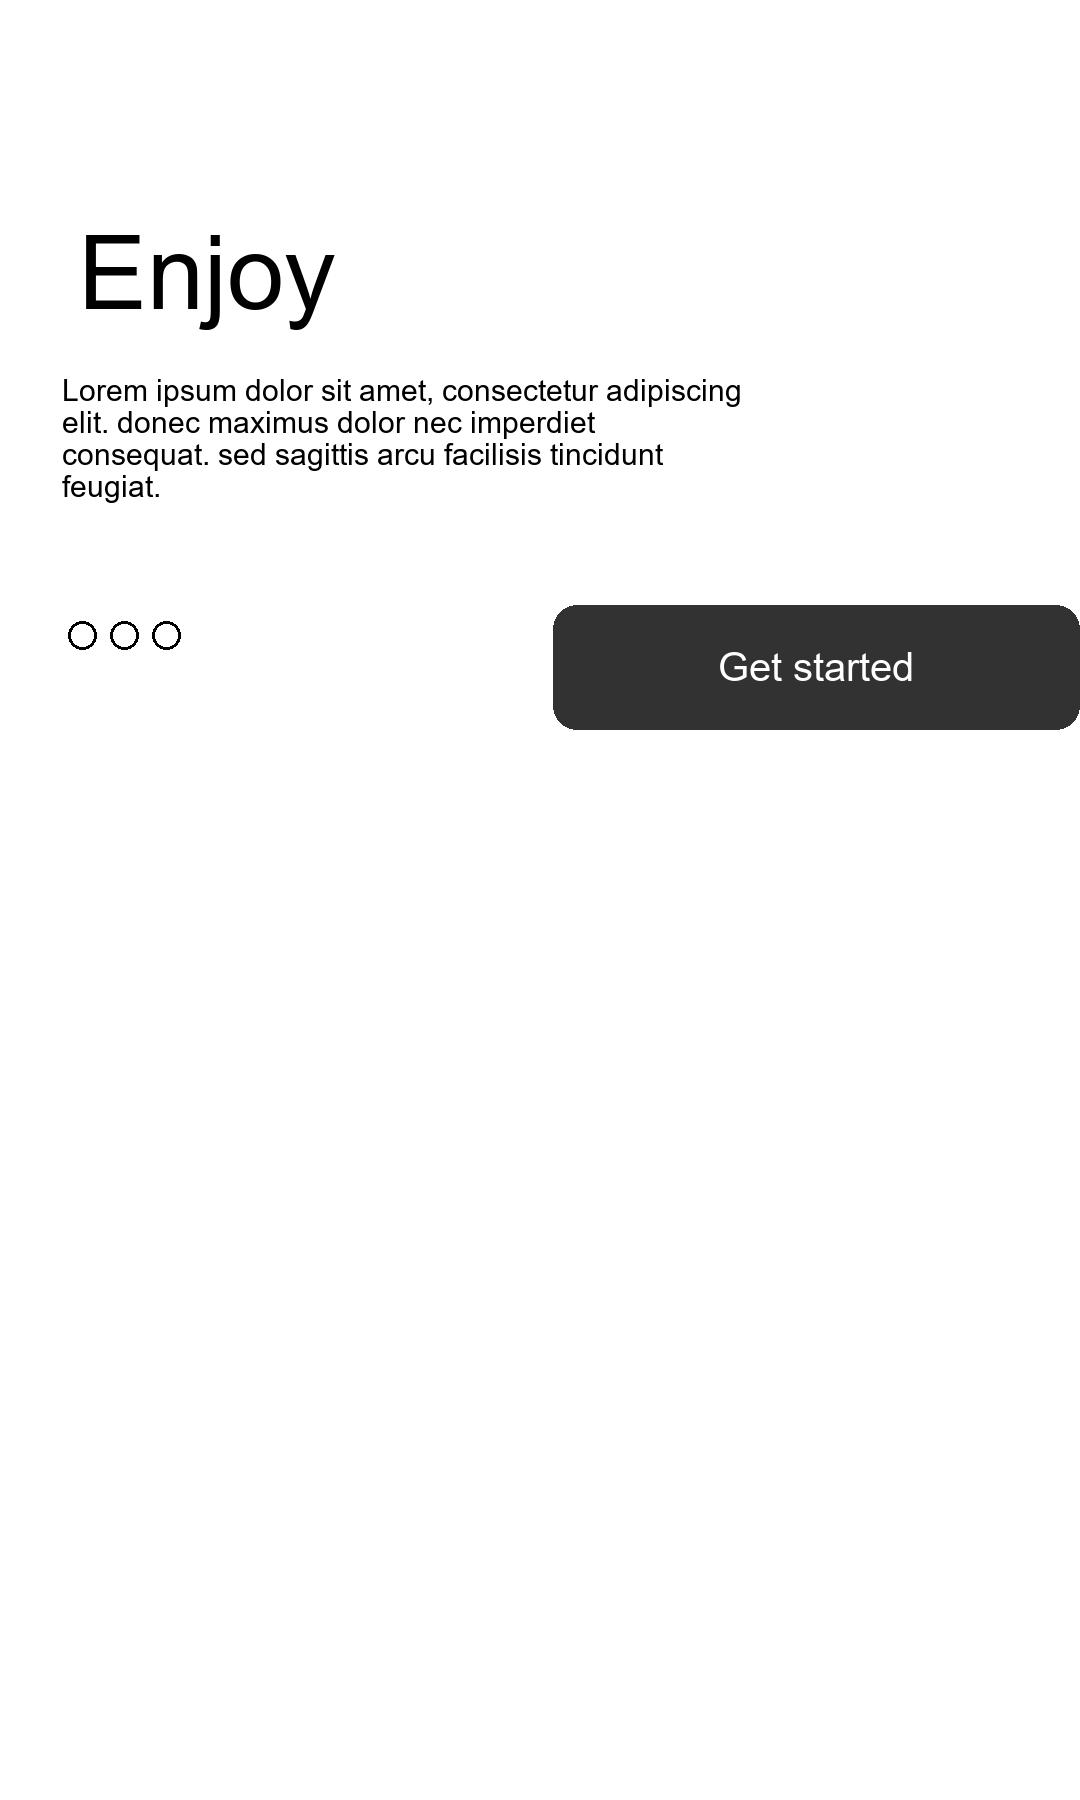 Enjoy
Lorem ipsum dolor sit amet, consectetur adipiscing
elit. donec maximus dolor nec imperdiet
consequat. sed sagittis arcu facilisis tincidunt
feugiat.
Get started